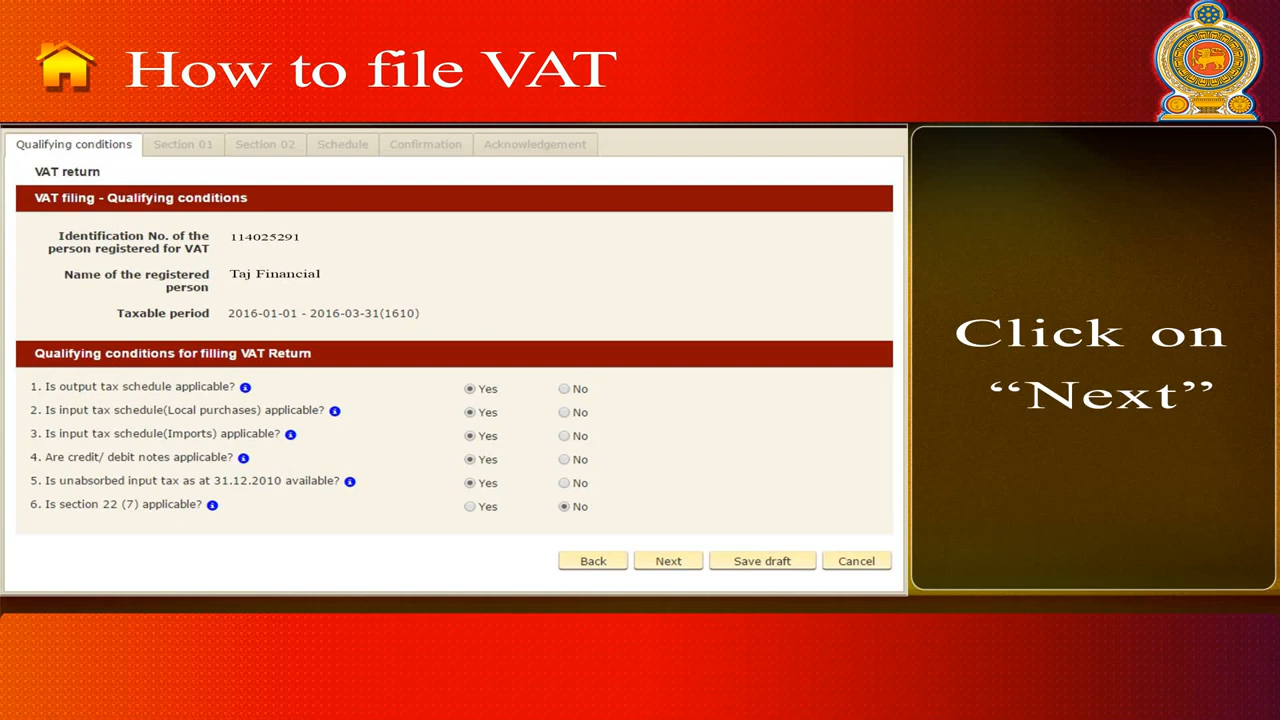 How to file VAT
Qualifying conditions
Section 01
Section 02
Schedule
Confirmation
Acknowledgement
VAT return
VAT filing - Qualifying conditions
Identification No. of the
person registered for VAT
114025291
Name of the registered
person
Taj Financial
Taxable period
2016-01-01 - 2016-03-31(1610)
Qualifying conditions for filling VAT Return
1. Is output tax schedule applicable? Yes No
2. Is input tax schedule(Local purchases) applicable? Yes No
3. Is input tax schedule(Imports) applicable? Yes No
4. Are credit/ debit notes applicable? Yes No
5. Is unabsorbed input tax as at 31.12.2010 available? Yes No
6. Is section 22 (7) applicable? Yes No
Back
Next
Save draft
Cancel
Click on
“Next”